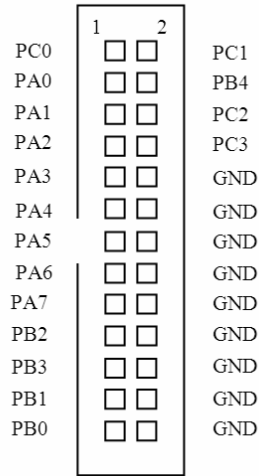 1 2
PC0 PC1
PA0 PB4
PA1 PC2
PA2 PC3
PA3 GND
PA4 GND
PA5 GND
PA6 GND
PA7 GND
PB2 GND
PB3 GND
PB1 GND
PB0 GND